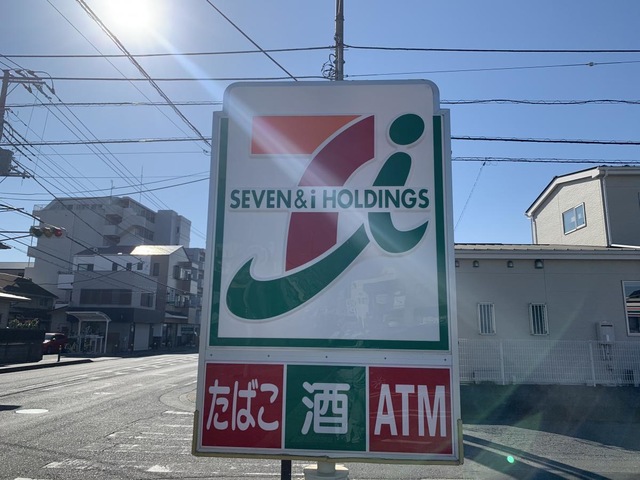 SEVEN & i HOLDINGS
たばこ 酒 ATM